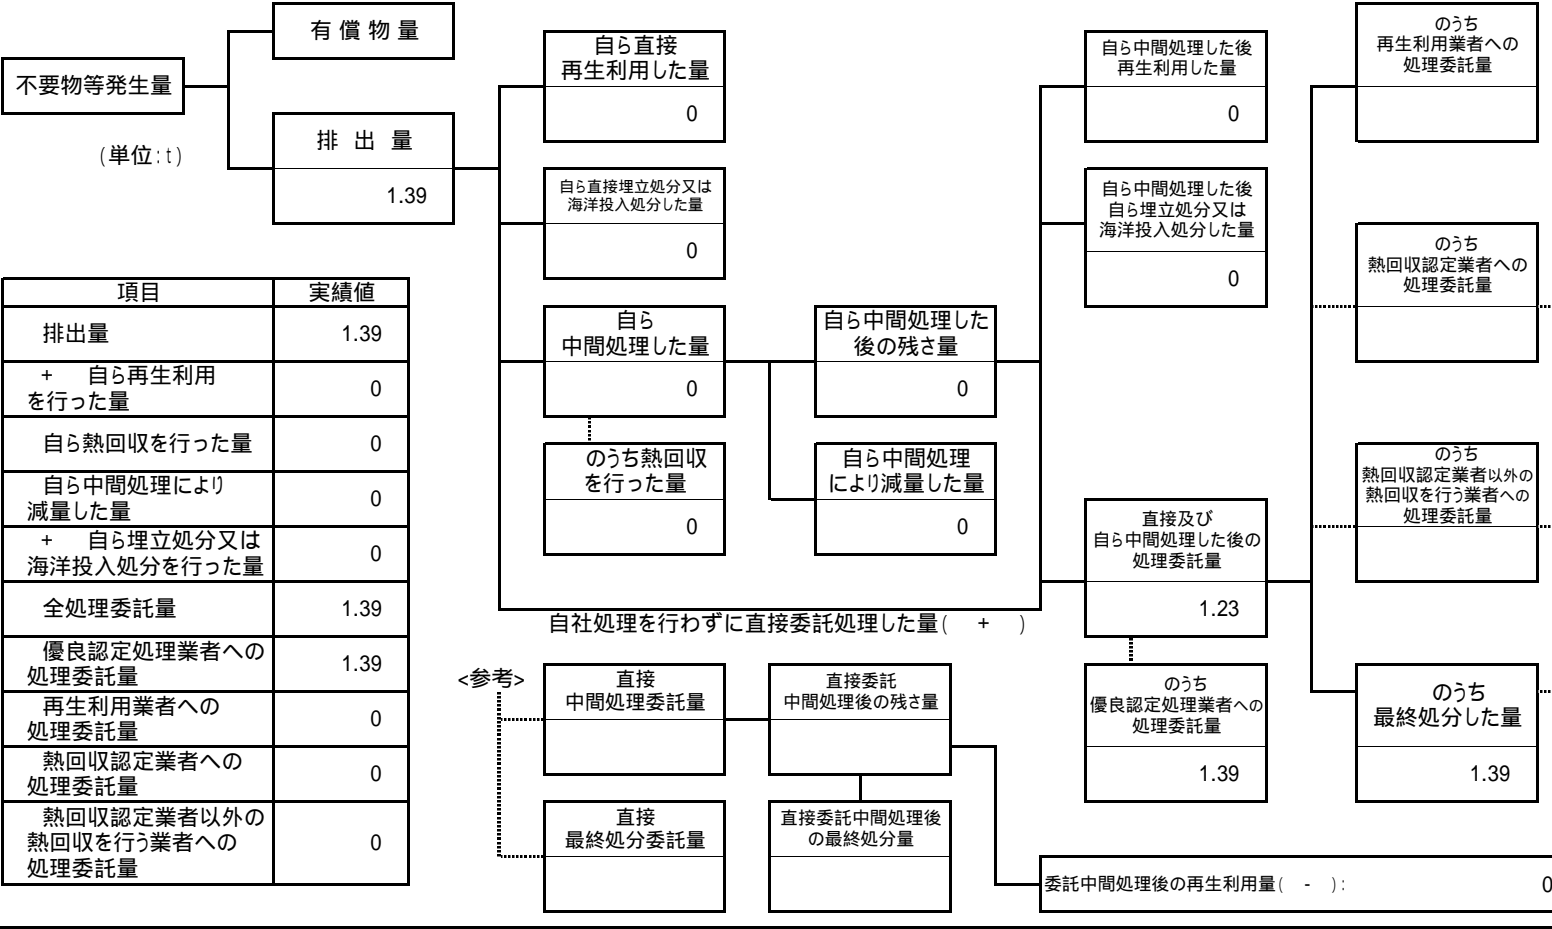 不要物等発生量
(単位:t)
有償物量
排出量
1.39
自ら直接
再生利用した量
0
自ら直接埋立処分又は
海洋投入処分した量
0
自ら
中間処理した量
0
のうち熱回収
を行った量
0
自ら中間処理した
後の残さ量
0
自ら中間処理
により減量した量
0
自ら中間処理した後
再生利用した量
0
自ら中間処理した後
自ら埋立処分又は
海洋投入処分した量
0
直接及び
自ら中間処理した後の
処理委託量
1.23
のうち
優良認定処理業者への
処理委託量
1.39
のうち
再生利用業者への
処理委託量
のうち
熱回収認定業者への
処理委託量
のうち
熱回収認定業者以外の
熱回収を行う業者への
処理委託量
のうち
最終処分した量
1.39
自社処理を行わずに直接委託処理した量( + )
<参考>
直接
中間処理委託量
直接
最終処分委託量
直接委託
中間処理後の残さ量
直接委託中間処理後
の最終処分量
委託中間処理後の再生利用量( - ): 0
項目 実績値
排出量 1.39
+ 自ら再生利用
を行った量 0
自ら熱回収を行った量 0
自ら中間処理により
減量した量 0
+ 自ら埋立処分又は
海洋投入処分を行った量 0
全処理委託量 1.39
優良認定処理業者への
処理委託量 1.39
再生利用業者への
処理委託量 0
熱回収認定業者への
処理委託量 0
熱回収認定業者以外の
熱回収を行う業者への
処理委託量 0